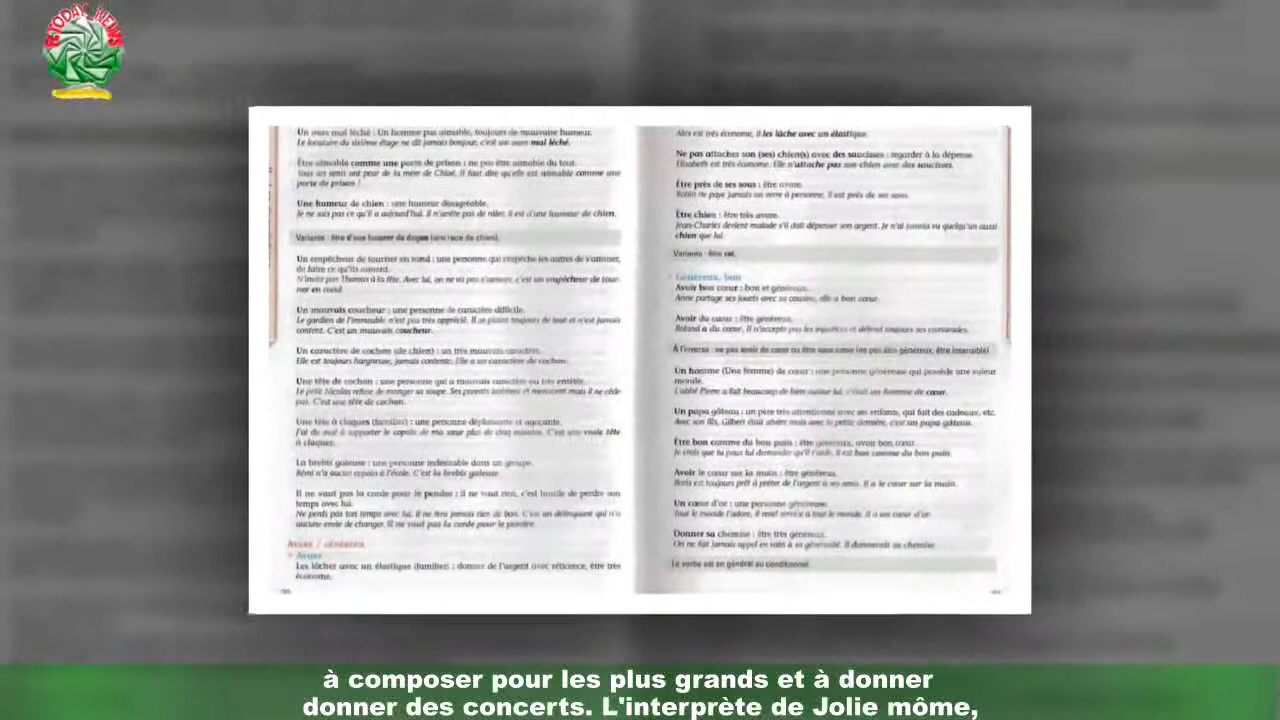 E-TODAY NEWS
Un ours mal léché : Un homme pas aimable, toujours de mauvaise humeur.
Le locataire du sixième étage ne dit jamais bonjour, c'est un ours mal léché.
Être aimable comme une porte de prison : ne pas être aimable du tout.
Tous ses amis ont peur de la mère de Chloé. Il faut dire qu'elle est aimable comme une
porte de prison !
Une humeur de chien : une humeur désagréable.
Je ne sais pas ce qu'il a aujourd'hui. Il n'arrête pas de râler, il est d'une humeur de chien.
Variante : être d'une humeur de dogue (une race de chien).
Un empêcheur de tourner en rond : une personne qui empêche les autres de s'amuser,
de faire ce qu'ils aiment.
N'invite pas Thomas à la fête. Avec lui, on ne va pas s'amuser, c'est un empêcheur de tour-
ner en rond.
Un mauvais coucheur : une personne de caractère difficile.
Le gardien de l'immeuble n'est pas très apprécié. Il se plaint toujours de tout et n'est jamais
content. C'est un mauvais coucheur.
Un caractère de cochon (de chien) : un très mauvais caractère.
Elle est toujours hargneuse, jamais contente. Elle a un caractère de cochon.
Une tête de cochon : une personne qui a mauvais caractère ou très entêtée.
Le petit Nicolas refuse de manger sa soupe. Ses parents insistent et menacent mais il ne cède
pas. C'est une tête de cochon.
Une tête à claques (familier) : une personne déplaisante et agaçante.
J'ai du mal à supporter le copain de ma sœur plus de cinq minutes. C'est une vraie tête
à claques.
La brebis galeuse : une personne indésirable dans un groupe.
Rémi n'a aucun copain à l'école. C'est la brebis galeuse.
Il ne vaut pas la corde pour le pendre : il ne vaut rien, c'est inutile de perdre son
temps avec lui.
Ne perds pas ton temps avec lui, il ne fera jamais rien de bon. C'est un délinquant qui n'a
aucune envie de changer. Il ne vaut pas la corde pour le pendre.
AVARE / GÉNÉREUX
Avare
Les lâcher avec un élastique (familier) : donner de l'argent avec réticence, être très
économe.
Alex est très économe, il les lâche avec un élastique.
Ne pas attacher son (ses) chien(s) avec des saucisses : regarder à la dépense.
Elisabeth est très économe. Elle n'attache pas son chien avec des saucisses.
Être près de ses sous : être avare.
Robin ne paye jamais un verre à personne, il est près de ses sous.
Être chien : être très avare.
Jean-Charles devient malade s'il doit dépenser son argent. Je n'ai jamais vu quelqu'un aussi
chien que lui.
Variante : être rat.
Généreux, bon
Avoir bon cœur : bon et généreux.
Anne partage ses jouets avec sa cousine, elle a bon cœur.
Avoir du cœur : être généreux.
Roland a du cœur. Il n'accepte pas les injustices et défend toujours ses camarades.
À l'inverse : ne pas avoir de cœur ou être sans cœur (ne pas être généreux, être insensible).
Un homme (Une femme) de cœur : une personne généreuse qui possède une valeur
morale.
L'abbé Pierre a fait beaucoup de bien autour lui, c'était un homme de cœur.
Un papa gâteau : un père très attentionné avec ses enfants, qui fait des cadeaux, etc.
Avec son fils, Gilbert était sévère mais avec la petite dernière, c'est un papa gâteau.
Être bon comme du bon pain : être généreux, avoir bon cœur.
Je crois que tu peux lui demander qu'il t'aide, il est bon comme du bon pain.
Avoir le cœur sur la main : être généreux.
Boris est toujours prêt à prêter de l'argent à ses amis. Il a le cœur sur la main.
Un cœur d'or : une personne généreuse.
Tout le monde l'adore, il rend service à tout le monde. Il a un cœur d'or.
Donner sa chemise : être très généreux.
On ne fait jamais appel en vain à sa générosité. Il donnerait sa chemise.
Le verbe est en général au conditionnel.
à composer pour les plus grands et à donner
donner des concerts. L'interprète de Jolie môme,